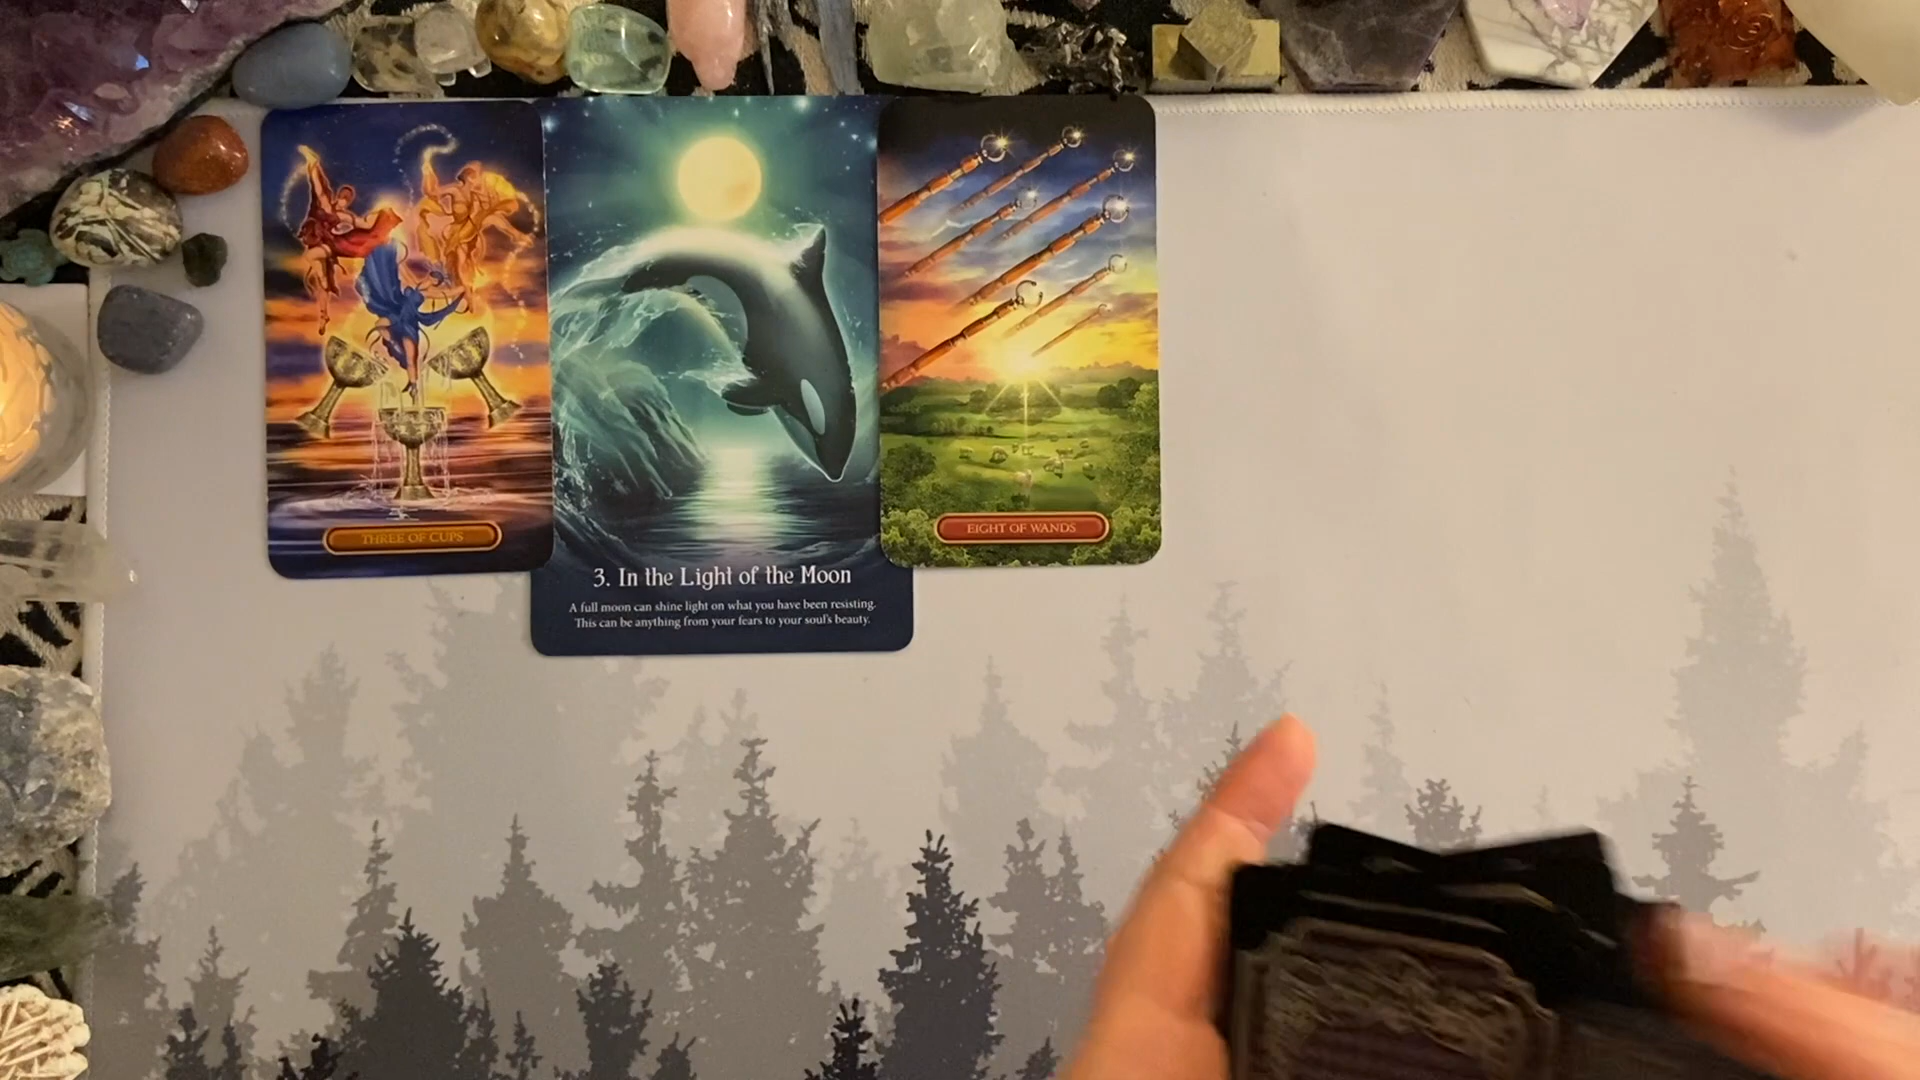 THREE OF CUPS
EIGHT OF WANDS
3. In the Light of the Moon
A full moon can shine light on what you have been resisting.
This can be anything from your fears to your soul's beauty.